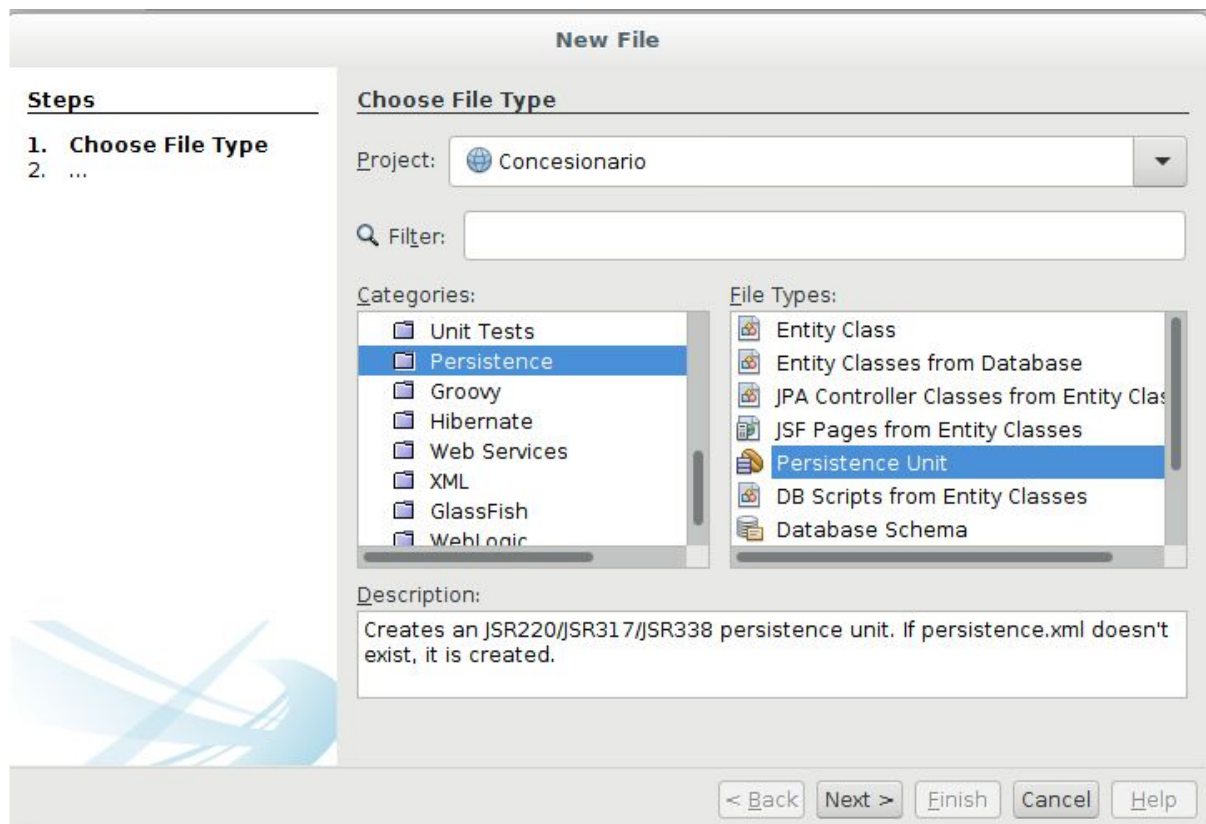 New File
Steps
1. Choose File Type
2. ...
Choose File Type
Project: Concesionario
Filter:
Categories:
Unit Tests
Persistence
Groovy
Hibernate
Web Services
XML
GlassFish
WebLogic
File Types:
Entity Class
Entity Classes from Database
JPA Controller Classes from Entity Clas
JSF Pages from Entity Classes
Persistence Unit
DB Scripts from Entity Classes
Database Schema
Description:
Creates an JSR220/JSR317/JSR338 persistence unit. If persistence.xml doesn't
exist, it is created.
< Back Next > Finish Cancel Help